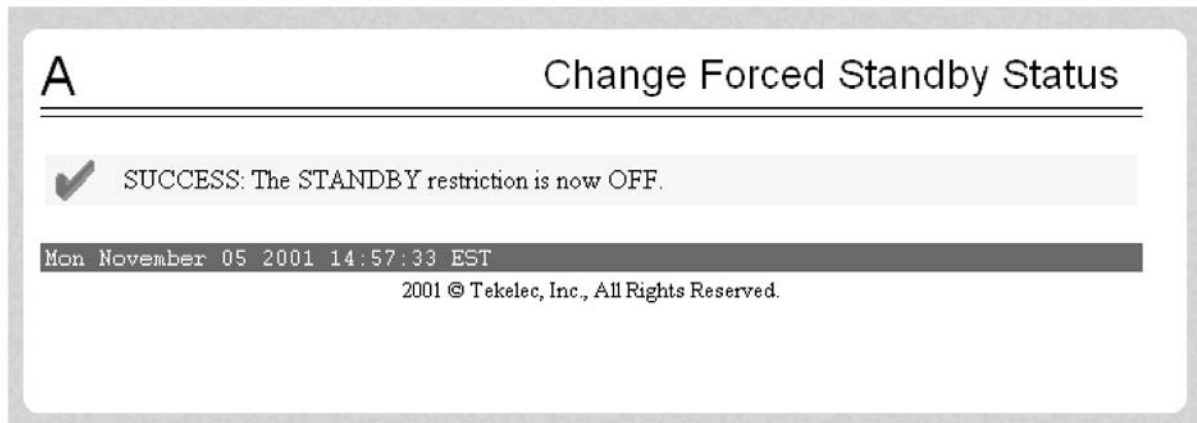 A
Change Forced Standby Status
SUCCESS: The STANDBY restriction is now OFF.
Mon November 05 2001 14:57:33 EST
2001 © Tekelec, Inc., All Rights Reserved.